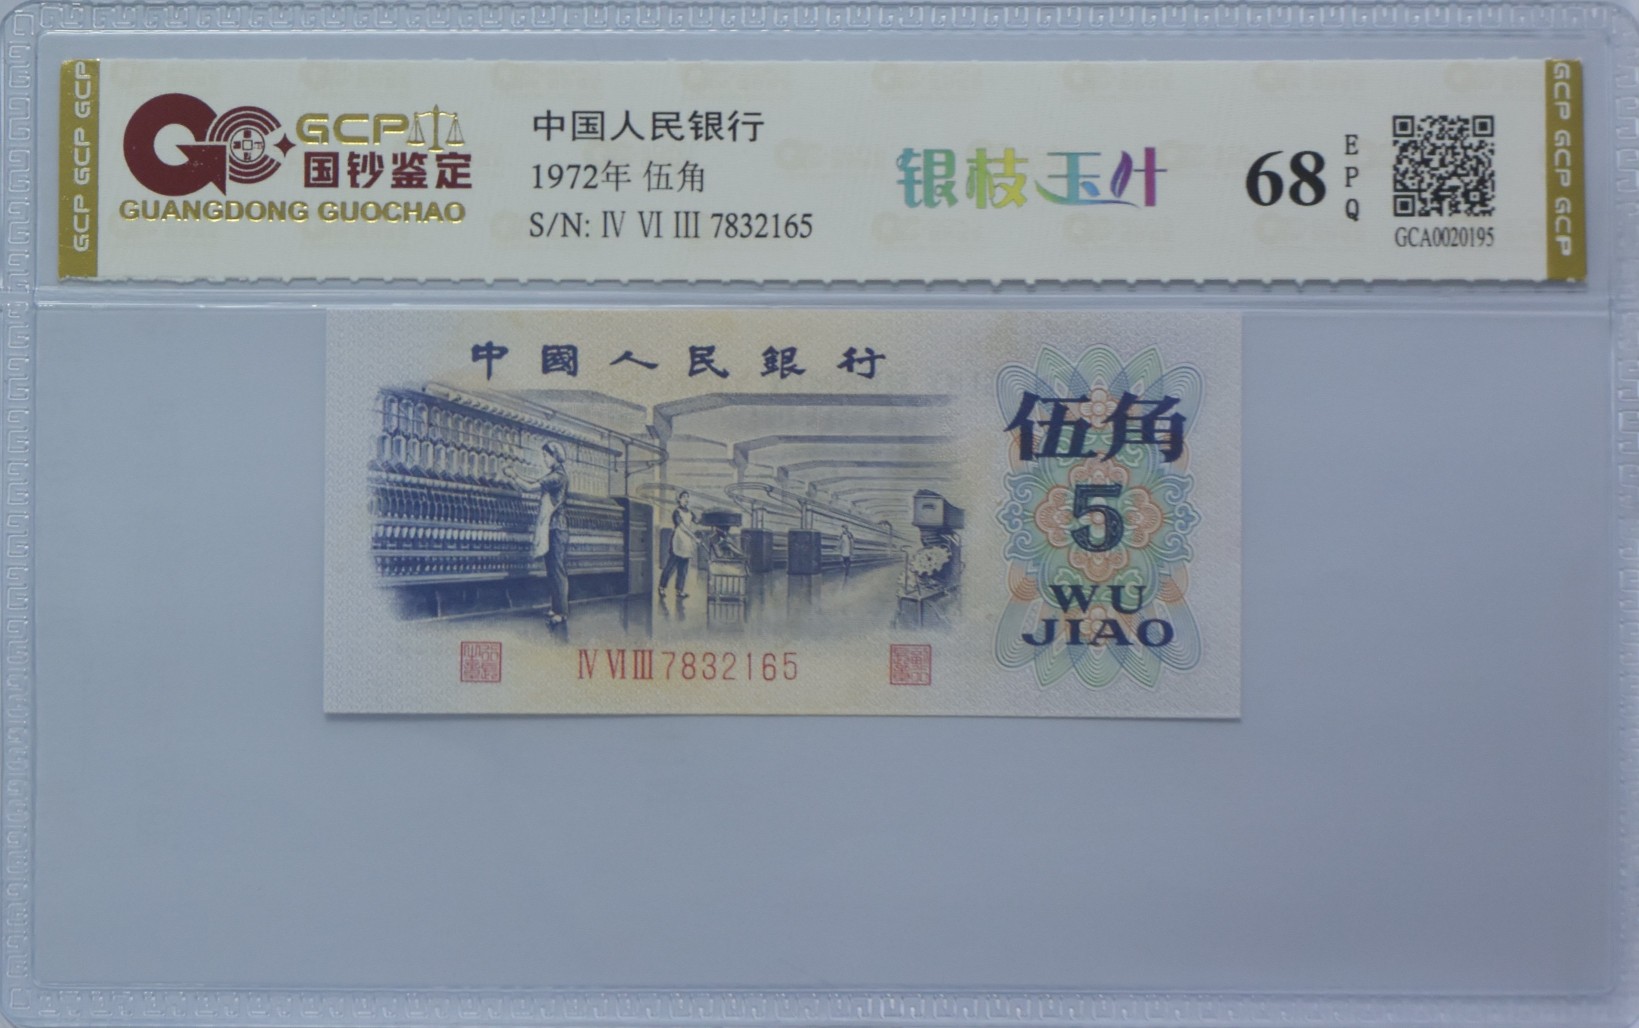 GCP GCP GCP
GCP
国钞鉴定
GUANGDONG GUOCHAO
中国人民银行
1972年 伍角
S/N: Ⅳ Ⅵ Ⅲ 7832165
银枝玉叶
68
EPQ
GCA0020195
GCP GCP GCP
中國人民銀行
伍角
5
WU
JIAO
Ⅳ Ⅵ Ⅲ 7832165